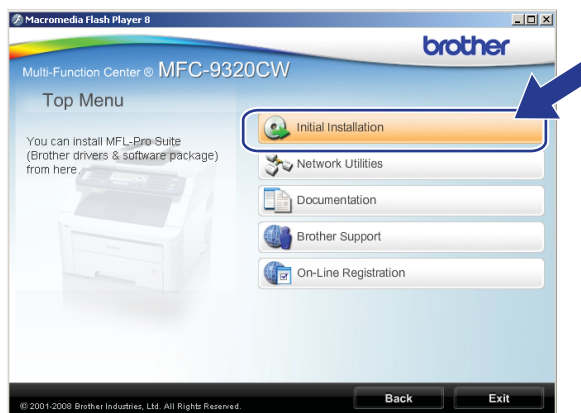 Macromedia Flash Player 8
brother
Multi-Function Center ® MFC-9320CW
Top Menu
You can install MFL-Pro Suite
(Brother drivers & software package)
from here.
Initial Installation
Network Utilities
Documentation
Brother Support
On-Line Registration
© 2001-2008 Brother Industries, Ltd. All Rights Reserved.
Back
Exit